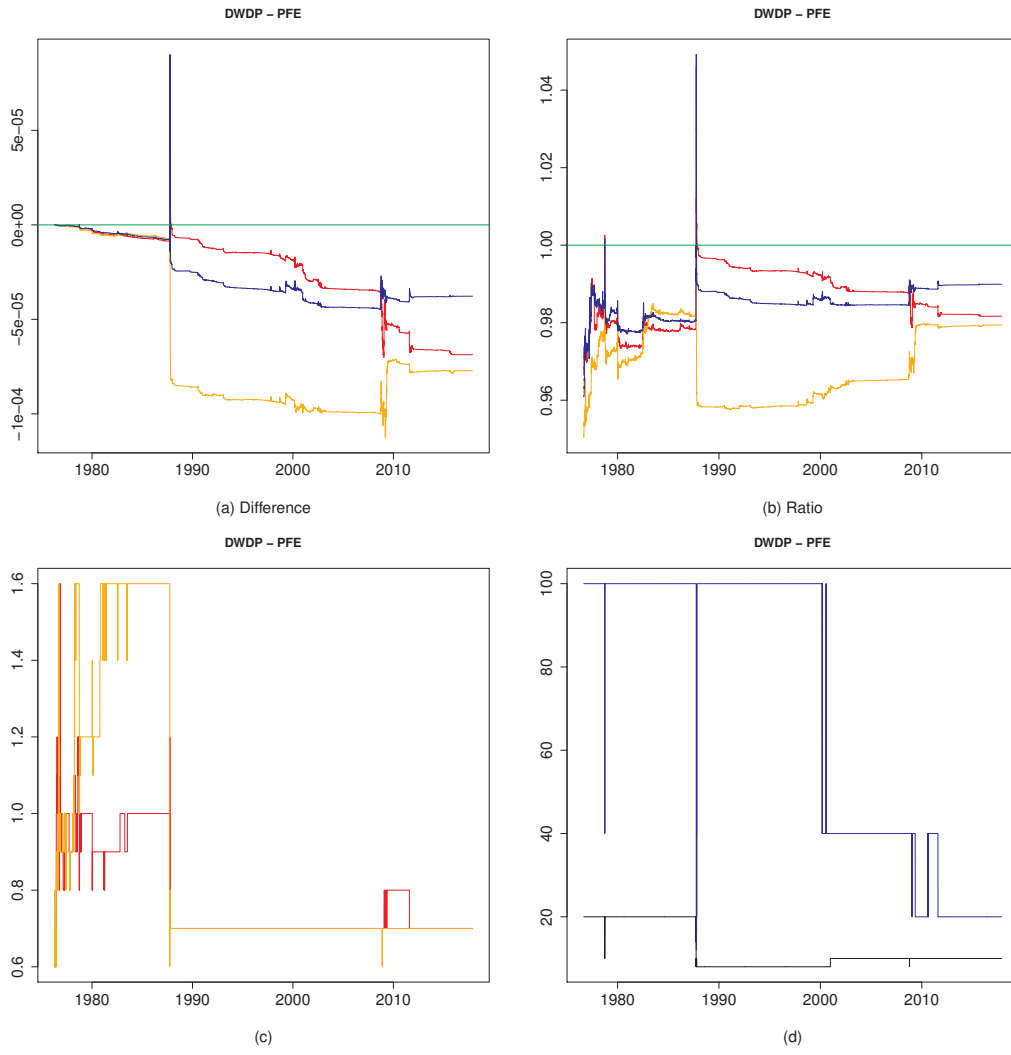 DWDP − PFE
DWDP − PFE
5e−05
0e+00
−5e−05
−1e−04
1980 1990 2000 2010
(a) Difference
1.04
1.02
1.00
0.98
0.96
1980 1990 2000 2010
(b) Ratio
DWDP − PFE
DWDP − PFE
1.6
1.4
1.2
1.0
0.8
0.6
1980 1990 2000 2010
(c)
100
80
60
40
20
1980 1990 2000 2010
(d)